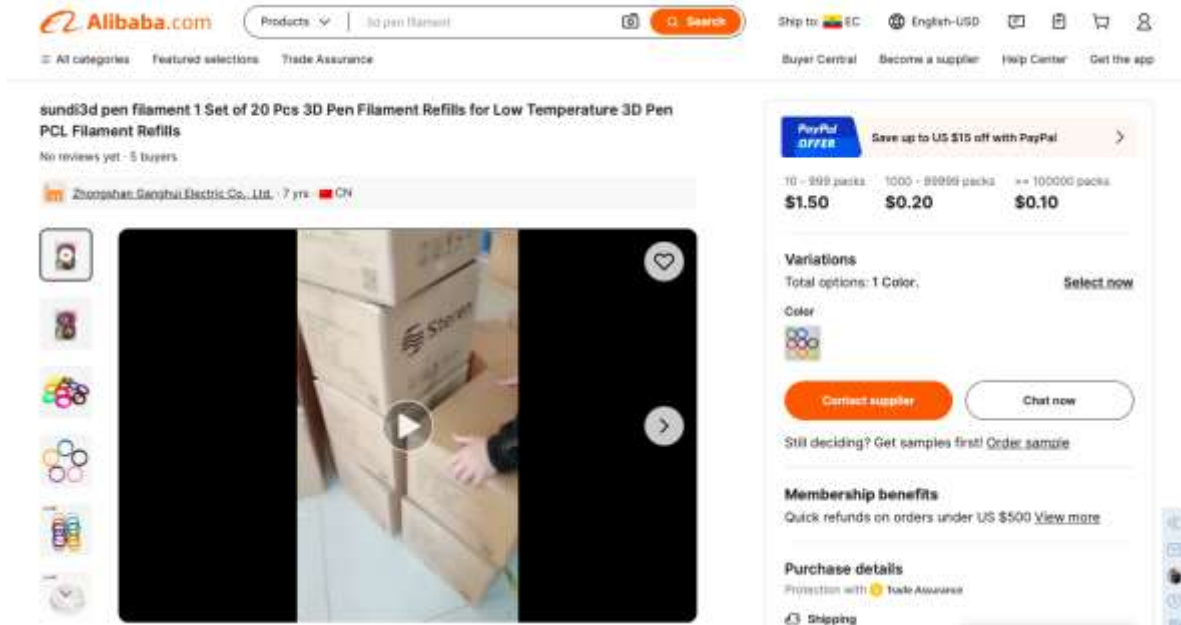 Alibaba.com
Products
3d pen filament
Search
Ship to: EC
English-USD
All categories
Featured selections
Trade Assurance
Buyer Central
Become a supplier
Help Center
Get the app
sundi3d pen filament 1 Set of 20 Pcs 3D Pen Filament Refills for Low Temperature 3D Pen
PCL Filament Refills
No reviews yet · 5 buyers
Zhongshan Ganghui Electric Co., Ltd. · 7 yrs · CN
Steren
PayPal
OFFER
Save up to US $15 off with PayPal
10 - 999 packs
1000 - 99999 packs
>= 100000 packs
$1.50
$0.20
$0.10
Variations
Total options: 1 Color.
Select now
Color
Contact supplier
Chat now
Still deciding? Get samples first! Order sample
Membership benefits
Quick refunds on orders under US $500 View more
Purchase details
Protection with Trade Assurance
Shipping